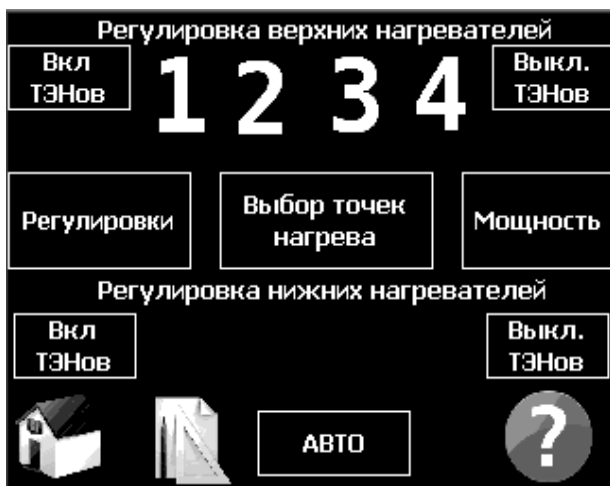 Регулировка верхних нагревателей
Вкл
ТЭНов
1 2 3 4
Выкл.
ТЭНов
Регулировки
Выбор точек
нагрева
Мощность
Регулировка нижних нагревателей
Вкл
ТЭНов
Выкл.
ТЭНов
АВТО
?